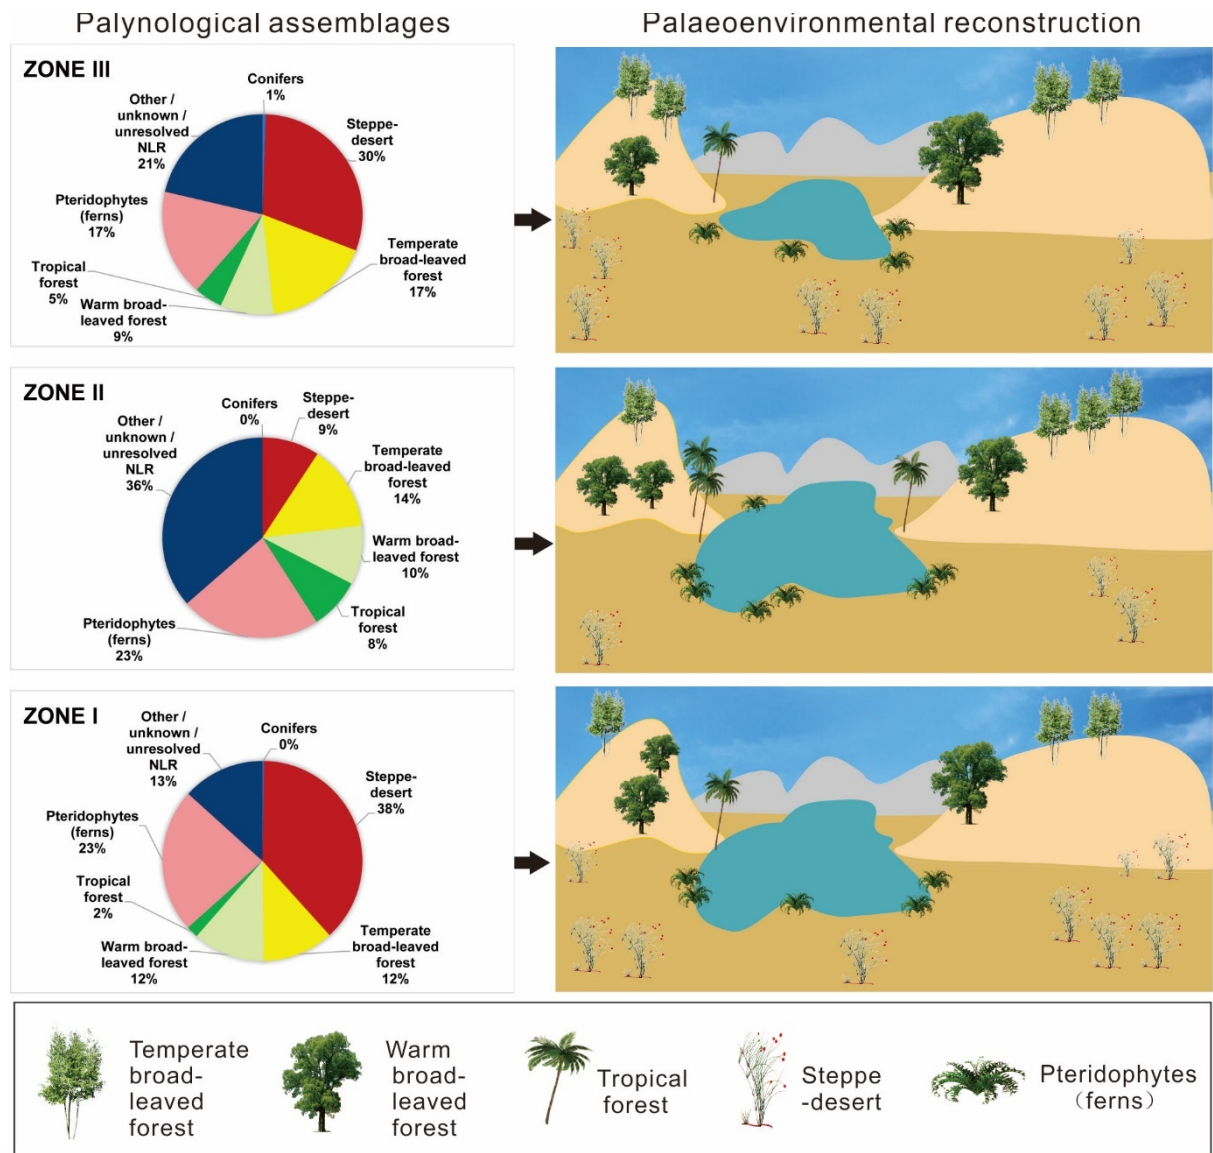 Palynological assemblages
Palaeoenvironmental reconstruction
ZONE III
Conifers
1%
Steppe-
desert
30%
Temperate
broad-leaved
forest
17%
Warm broad-
leaved forest
9%
Tropical
forest
5%
Pteridophytes
(ferns)
17%
Other /
unknown /
unresolved
NLR
21%
ZONE II
Conifers
0%
Steppe-
desert
9%
Temperate
broad-leaved
forest
14%
Warm broad-
leaved forest
10%
Tropical
forest
8%
Pteridophytes
(ferns)
23%
Other /
unknown /
unresolved
NLR
36%
ZONE I
Conifers
0%
Steppe-
desert
38%
Temperate
broad-leaved
forest
12%
Warm broad-
leaved forest
12%
Tropical
forest
2%
Pteridophytes
(ferns)
23%
Other /
unknown /
unresolved
NLR
13%
Temperate
broad-
leaved
forest
Warm
broad-
leaved
forest
Tropical
forest
Steppe
-desert
Pteridophytes
（ferns）